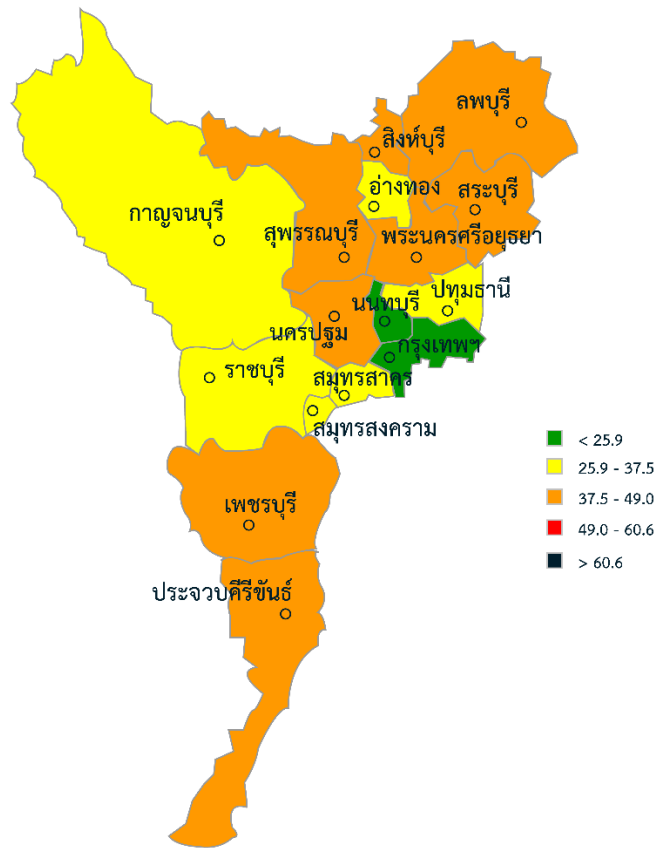 ลพบุรี
สิงห์บุรี
อ่างทอง
สระบุรี
กาญจนบุรี
สุพรรณบุรี
พระนครศรีอยุธยา
นนทบุรี
ปทุมธานี
นครปฐม
กรุงเทพฯ
ราชบุรี
สมุทรสาคร
สมุทรสงคราม
< 25.9
25.9 - 37.5
37.5 - 49.0
49.0 - 60.6
> 60.6
เพชรบุรี
ประจวบคีรีขันธ์